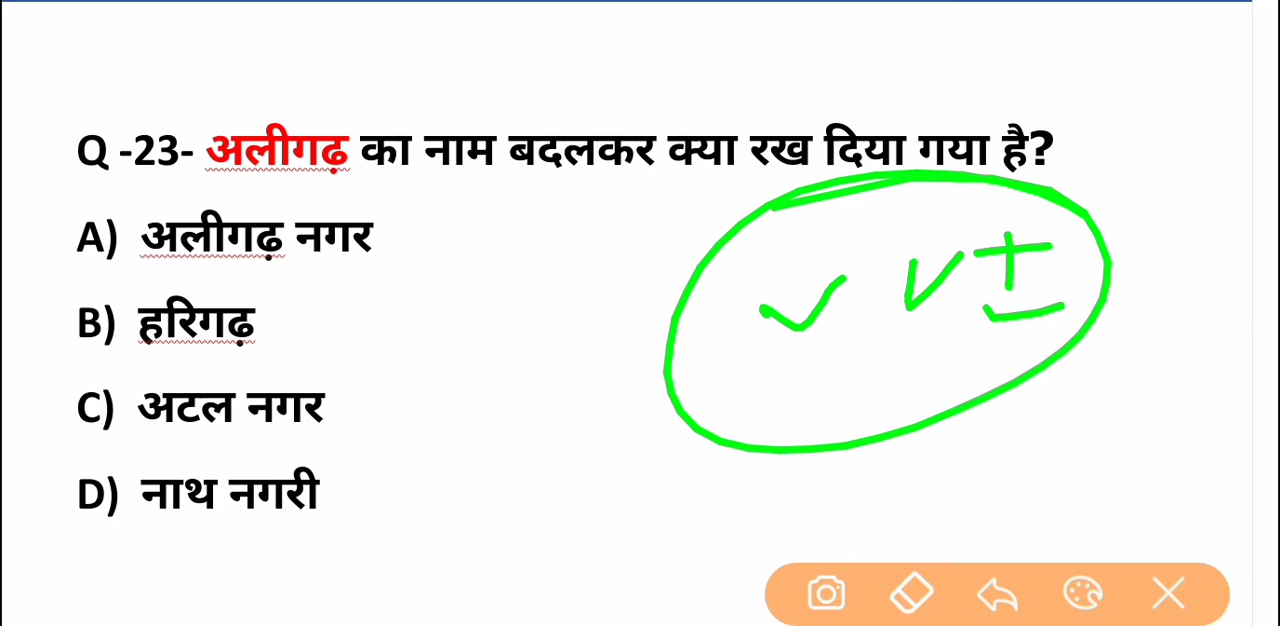 Q -23- अलीगढ़ का नाम बदलकर क्या रख दिया गया है?
A) अलीगढ़ नगर
B) हरिगढ़
C) अटल नगर
D) नाथ नगरी